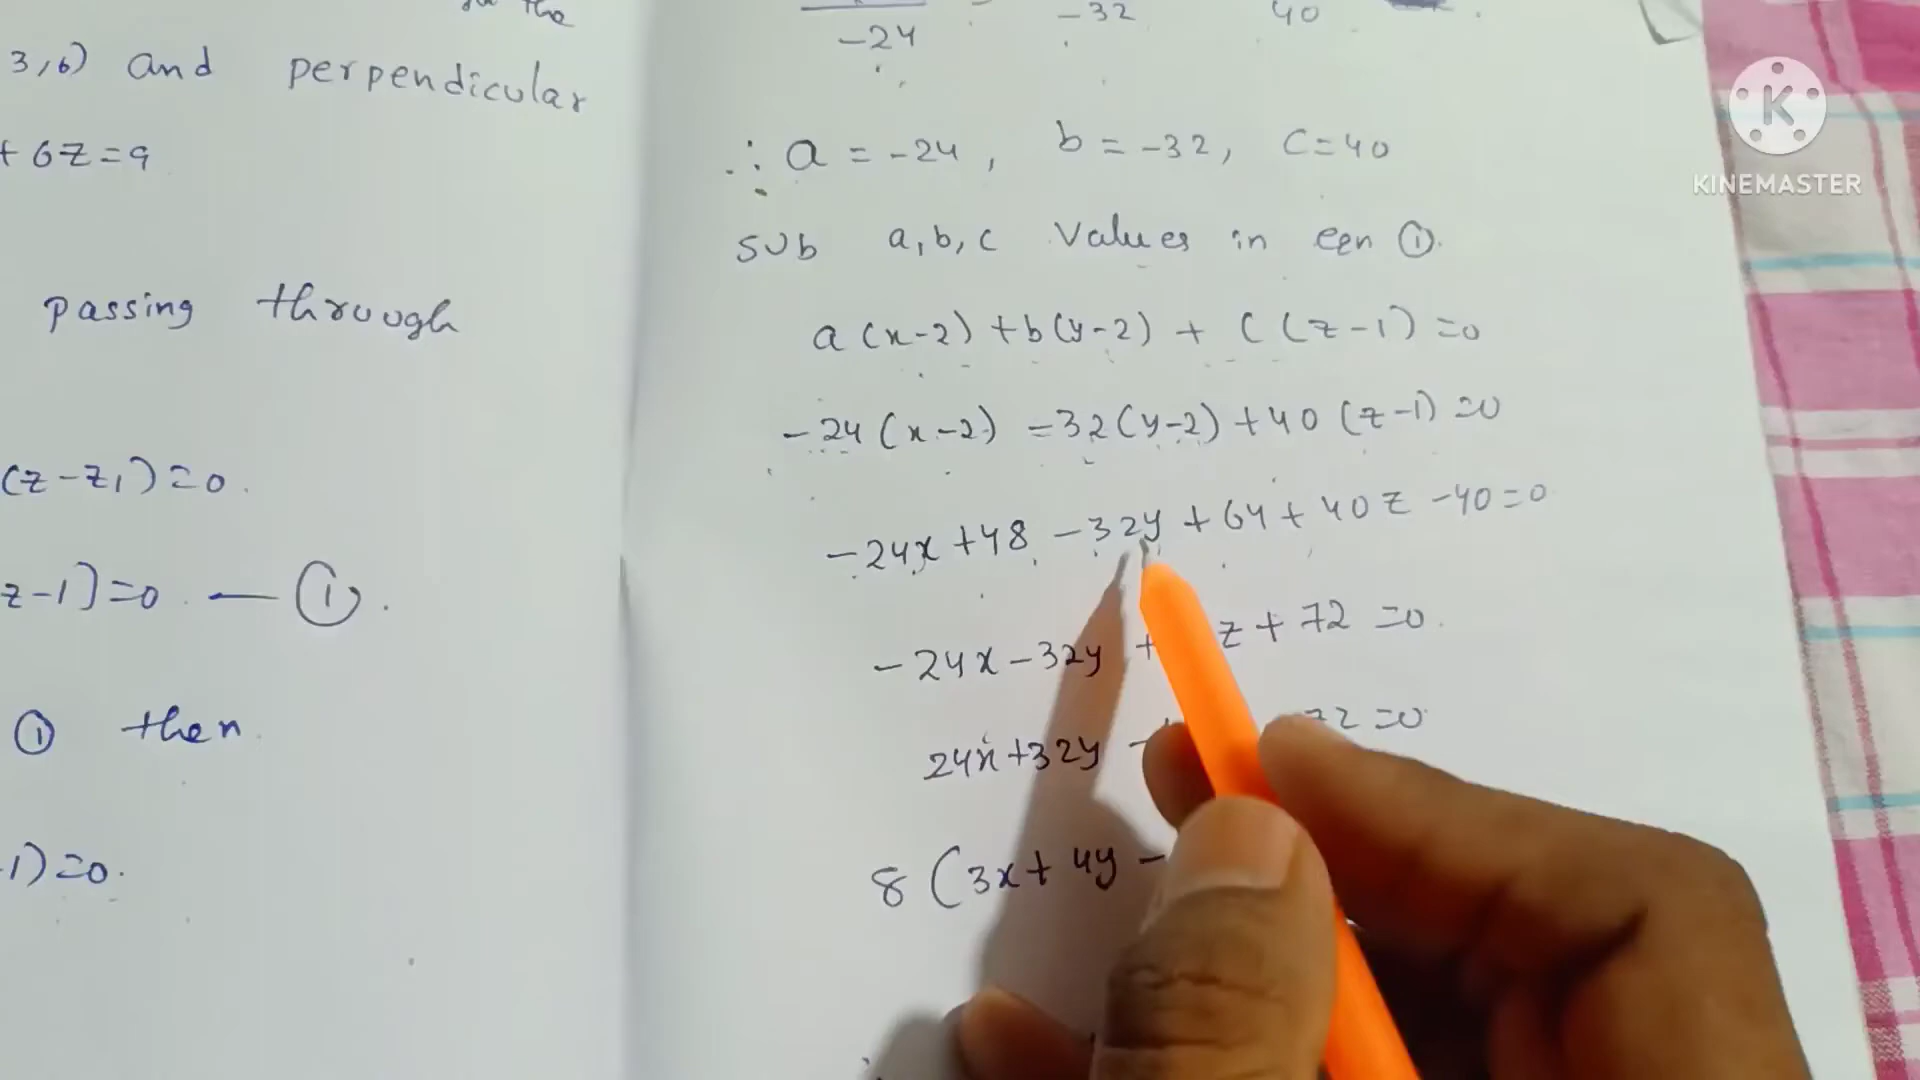 the
3,6) and perpendicular
+ 6z=9
passing through
(z-z1)=0.
z-1]=0 — ①.
① then
-1)=0.
-24 -32 40
∴ a = -24, b = -32, c=40
sub a,b,c values in eqn ①.
a(x-2) +b(y-2) + c(z-1) =0
-24(x-2) =32(y-2) +40(z-1) =0
-24x +48 -32y + 64 + 40z -40=0
-24x -32y + z + 72 =0.
24x +32y 72 =0
8 (3x+ 4y -
KINEMASTER